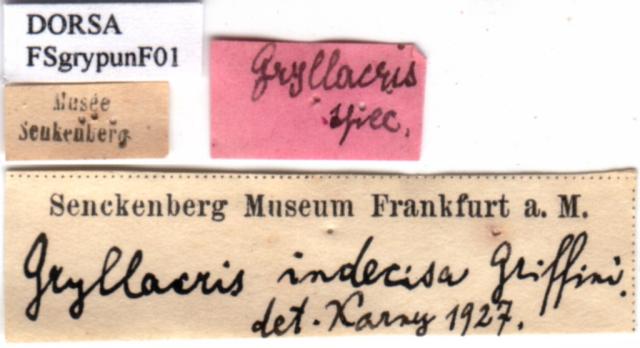 DORSA
FSgrypunF01
Musée
Senkenberg
Gryllacris
spec.
Senckenberg Museum Frankfurt a. M.
Gryllacris indecisa Griffini.
det. Karny 1927.